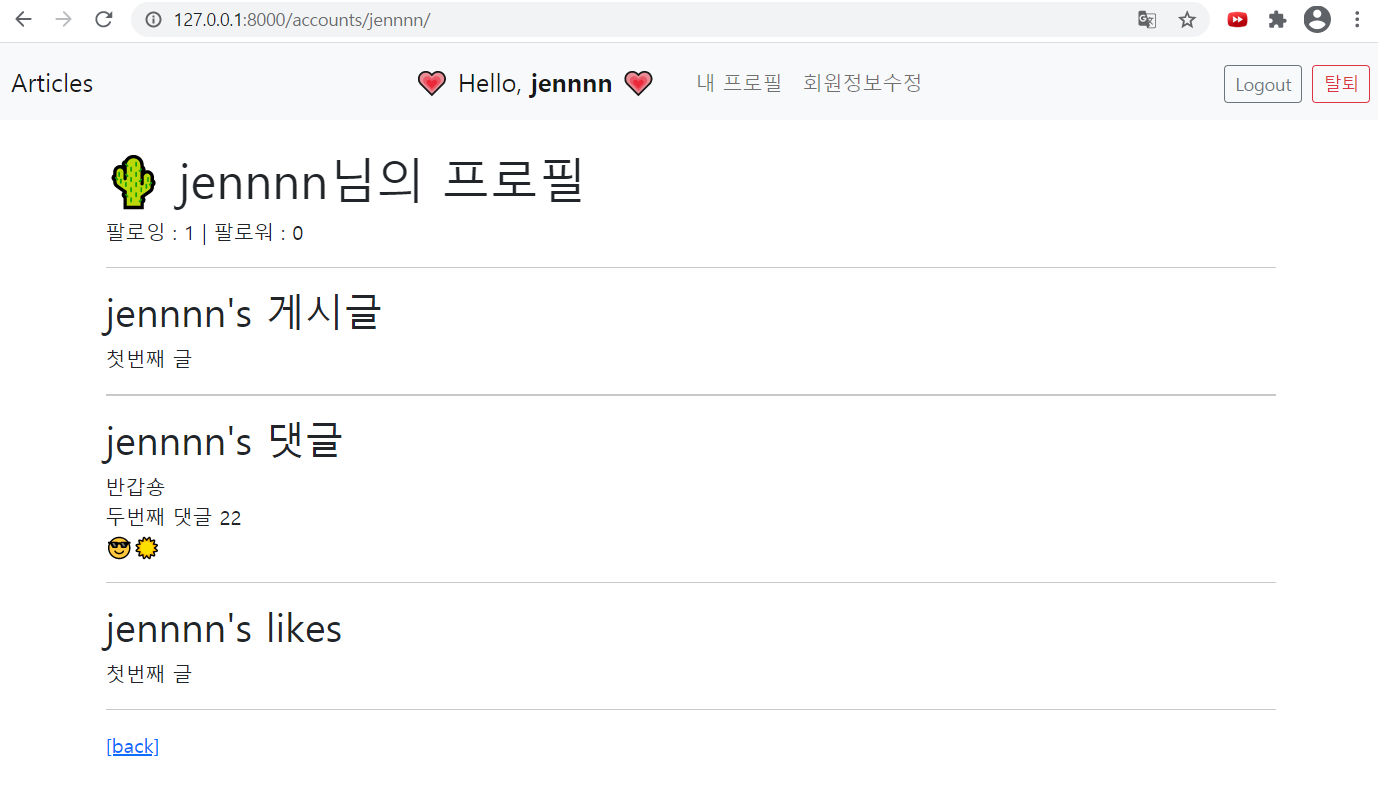 127.0.0.1:8000/accounts/jennnn/
Articles
💗 Hello, jennnn 💗
내 프로필
회원정보수정
Logout
탈퇴
🌵 jennnn님의 프로필
팔로잉 : 1 | 팔로워 : 0
jennnn's 게시글
첫번째 글
jennnn's 댓글
반갑숑
두번째 댓글 22
😎🌞
jennnn's likes
첫번째 글
[back]